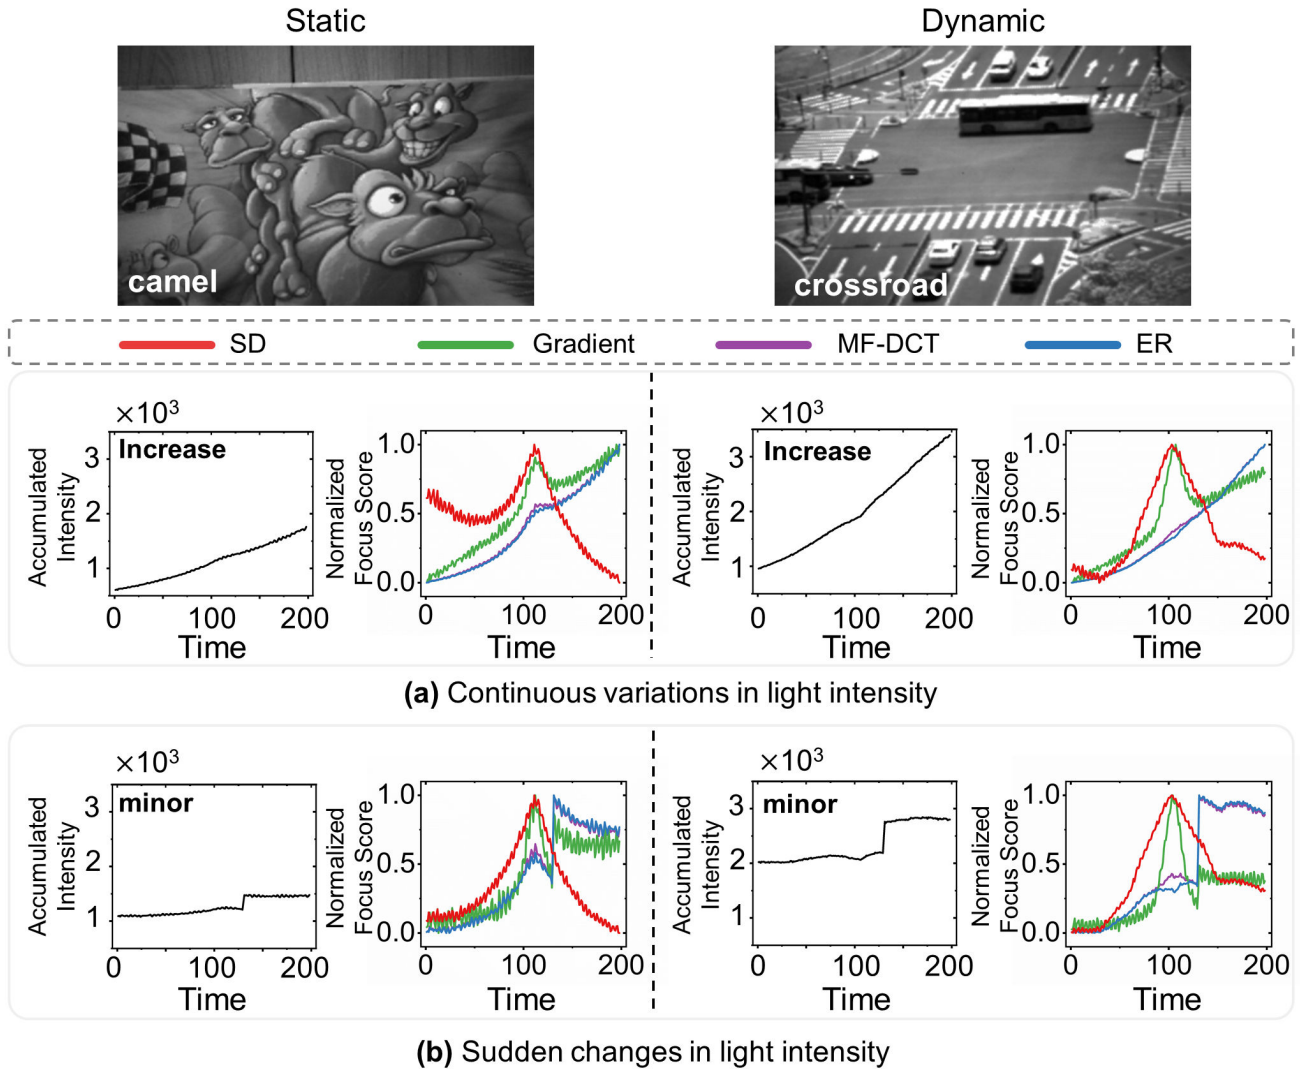 Static
Dynamic
camel
crossroad
SD
Gradient
MF-DCT
ER
×10³
Increase
Accumulated
Intensity
3
2
1
0
100
200
Time
Normalized
Focus Score
1.0
0.5
0.0
0
100
200
Time
×10³
Increase
Accumulated
Intensity
3
2
1
0
100
200
Time
Normalized
Focus Score
1.0
0.5
0.0
0
100
200
Time
(a) Continuous variations in light intensity
×10³
minor
Accumulated
Intensity
3
2
1
0
100
200
Time
Normalized
Focus Score
1.0
0.5
0.0
0
100
200
Time
×10³
minor
Accumulated
Intensity
3
2
1
0
100
200
Time
Normalized
Focus Score
1.0
0.5
0.0
0
100
200
Time
(b) Sudden changes in light intensity